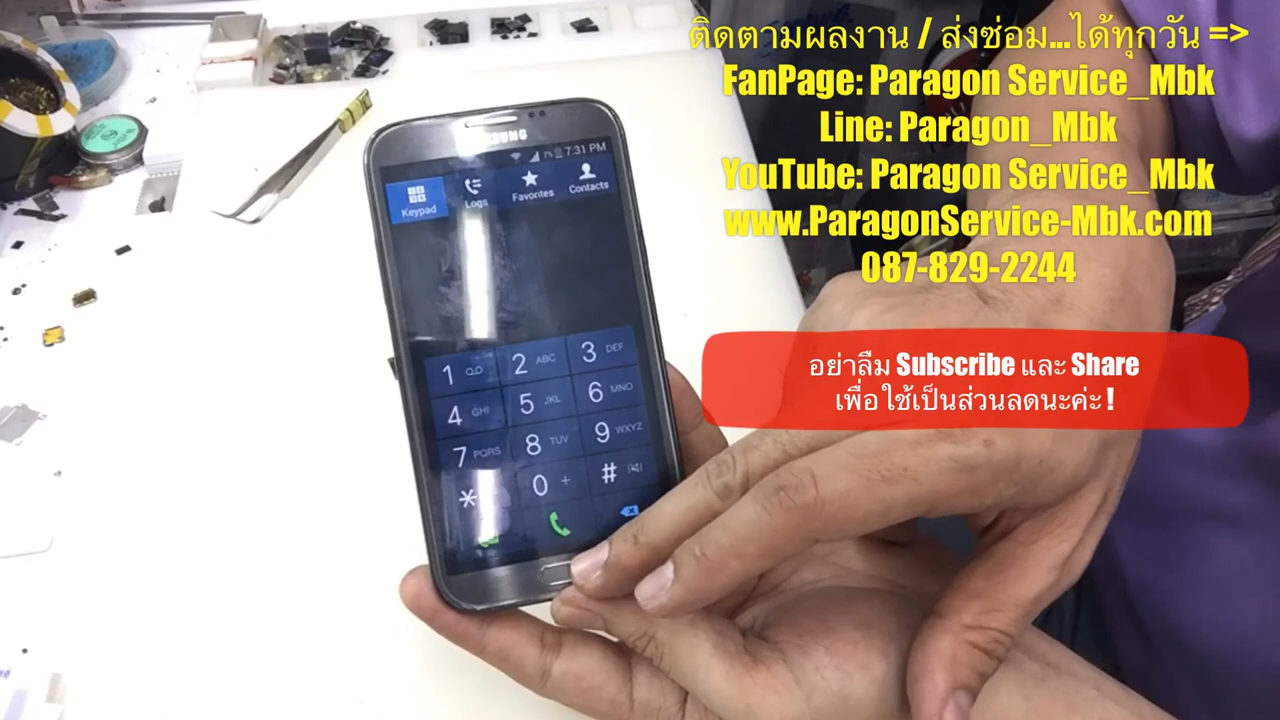 ติดตามผลงาน / ส่งซ่อม...ได้ทุกวัน =>
FanPage: Paragon Service_Mbk
Line: Paragon_Mbk
YouTube: Paragon Service_Mbk
www.ParagonService-Mbk.com
087-829-2244
อย่าลืม Subscribe และ Share
เพื่อใช้เป็นส่วนลดนะค่ะ !
SAMSUNG
7% 7:31 PM
Keypad Logs Favorites Contacts
1 2 ABC 3 DEF
4 GHI 5 JKL 6 MNO
7 PQRS 8 TUV 9 WXYZ
* 0 + #